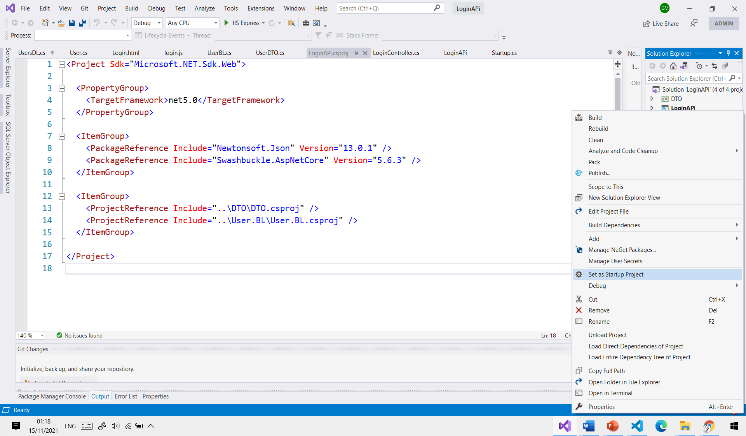 File Edit View Git Project Build Debug Test Analyze Tools Extensions Window Help Search (Ctrl+Q) LoginAPi DV
Live Share ADMIN
Debug Any CPU IIS Express
Process: Lifecycle Events Thread: Stack Frame:
UsersDL.cs User.cs Login.html login.js UserBL.cs UserDTO.cs LoginAPi.csproj LoginController.cs LoginAPi Startup.cs
Server Explorer
Toolbox
SQL Server Object Explorer
1 <Project Sdk="Microsoft.NET.Sdk.Web">
2
3 <PropertyGroup>
4 <TargetFramework>net5.0</TargetFramework>
5 </PropertyGroup>
6
7 <ItemGroup>
8 <PackageReference Include="Newtonsoft.Json" Version="13.0.1" />
9 <PackageReference Include="Swashbuckle.AspNetCore" Version="5.6.3" />
10 </ItemGroup>
11
12 <ItemGroup>
13 <ProjectReference Include="..\DTO\DTO.csproj" />
14 <ProjectReference Include="..\User.BL\User.BL.csproj" />
15 </ItemGroup>
16
17 </Project>
18
140 % No issues found Ln: 18
Git Changes
Initialize, back up, and share your repository.
Package Manager Console Output Error List Properties
Ready
Ne...
Solution Explorer
Search Solution Explorer (Ctrl
Solution 'LoginAPi' (4 of 4 proje
DTO
LoginAPi
Build
Rebuild
Clean
Analyze and Code Cleanup
Pack
Publish...
Scope to This
New Solution Explorer View
Edit Project File
Build Dependencies
Add
Manage NuGet Packages...
Manage User Secrets
Set as Startup Project
Debug
Cut Ctrl+X
Remove Del
Rename F2
Unload Project
Load Direct Dependencies of Project
Load Entire Dependency Tree of Project
Copy Full Path
Open Folder in File Explorer
Open in Terminal
Properties Alt+Enter
01:18
15/11/2021
ENG